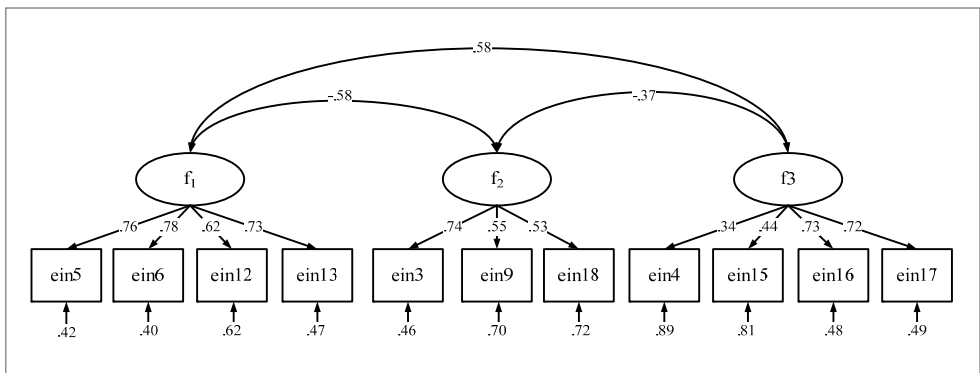 .58
-.58 -.37
f1 f2 f3
.76 .78 .62 .73 .74 .55 .53 .34 .44 .73 .72
ein5 ein6 ein12 ein13 ein3 ein9 ein18 ein4 ein15 ein16 ein17
.42 .40 .62 .47 .46 .70 .72 .89 .81 .48 .49